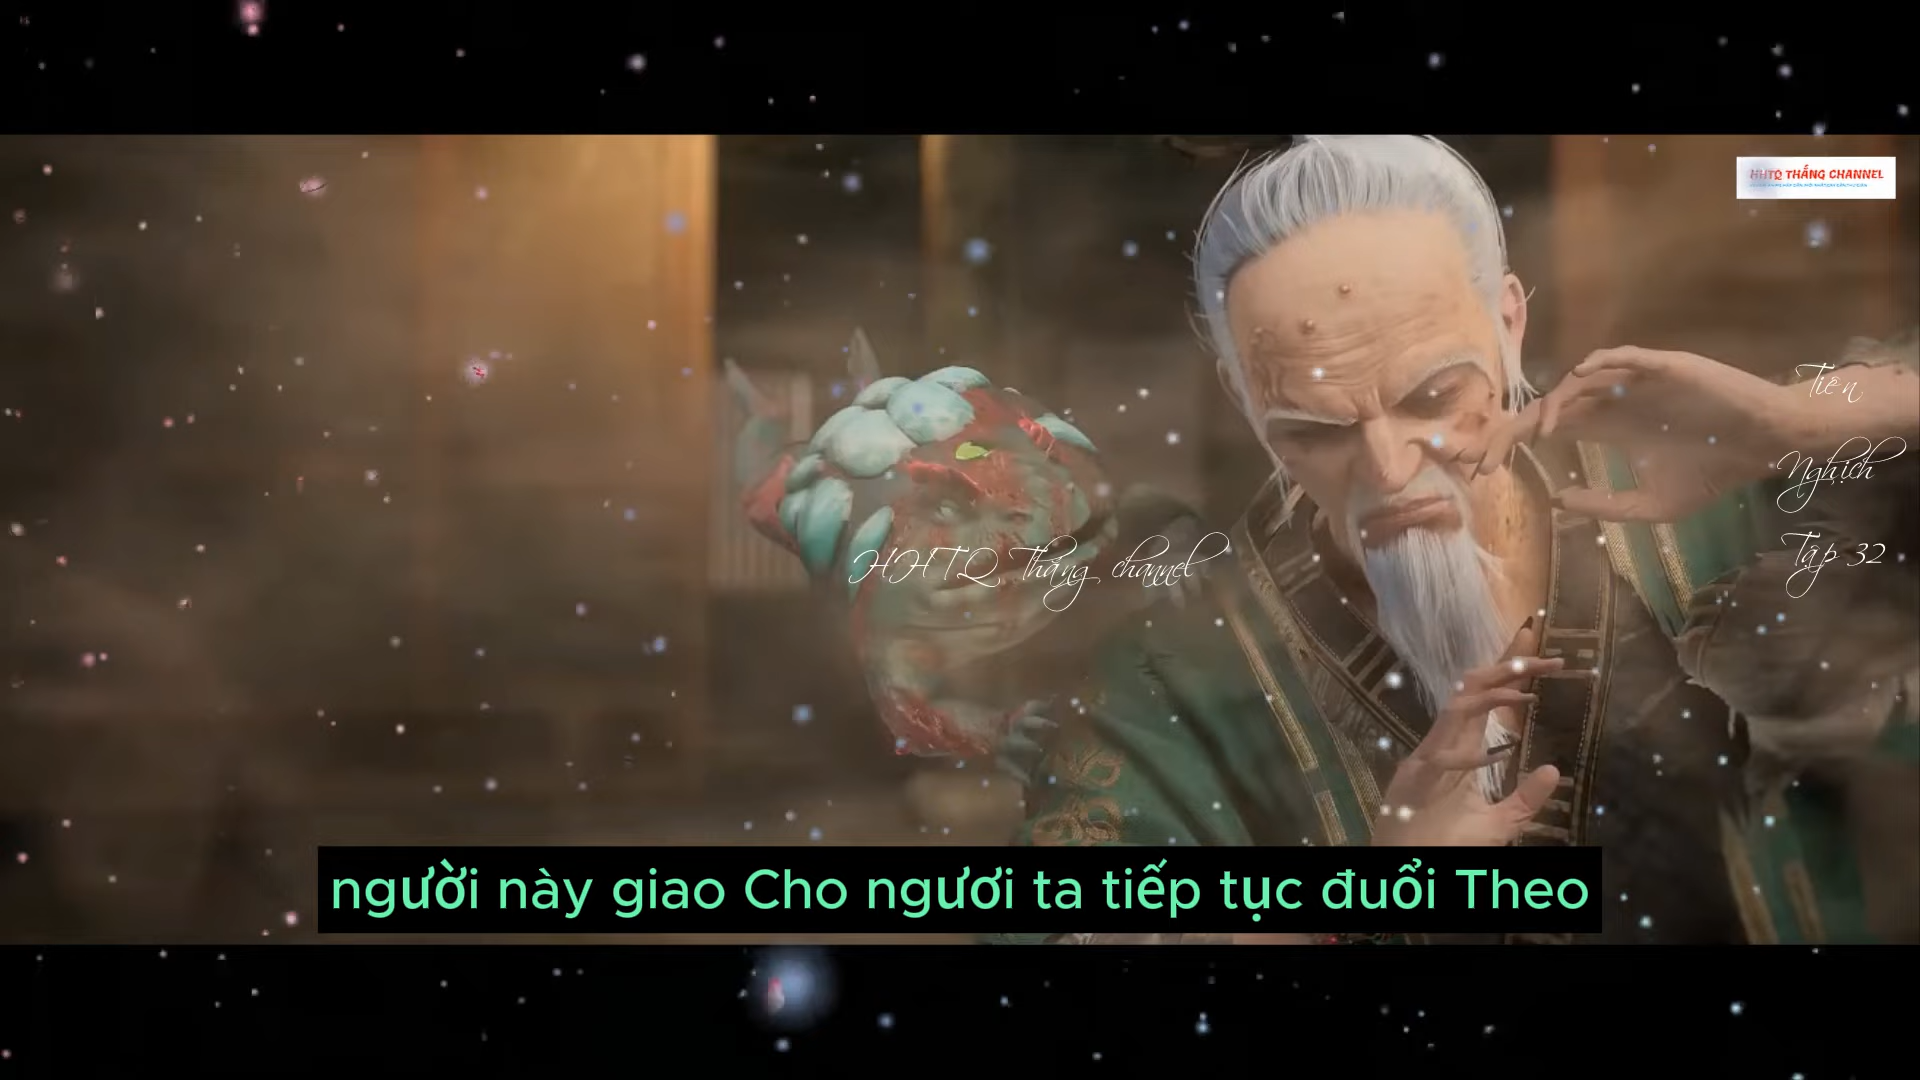 HHTQ THẮNG CHANNEL
Tiên
Nghịch
Tập 32
HHTQ Thắng channel
người này giao Cho ngươi ta tiếp tục đuổi Theo